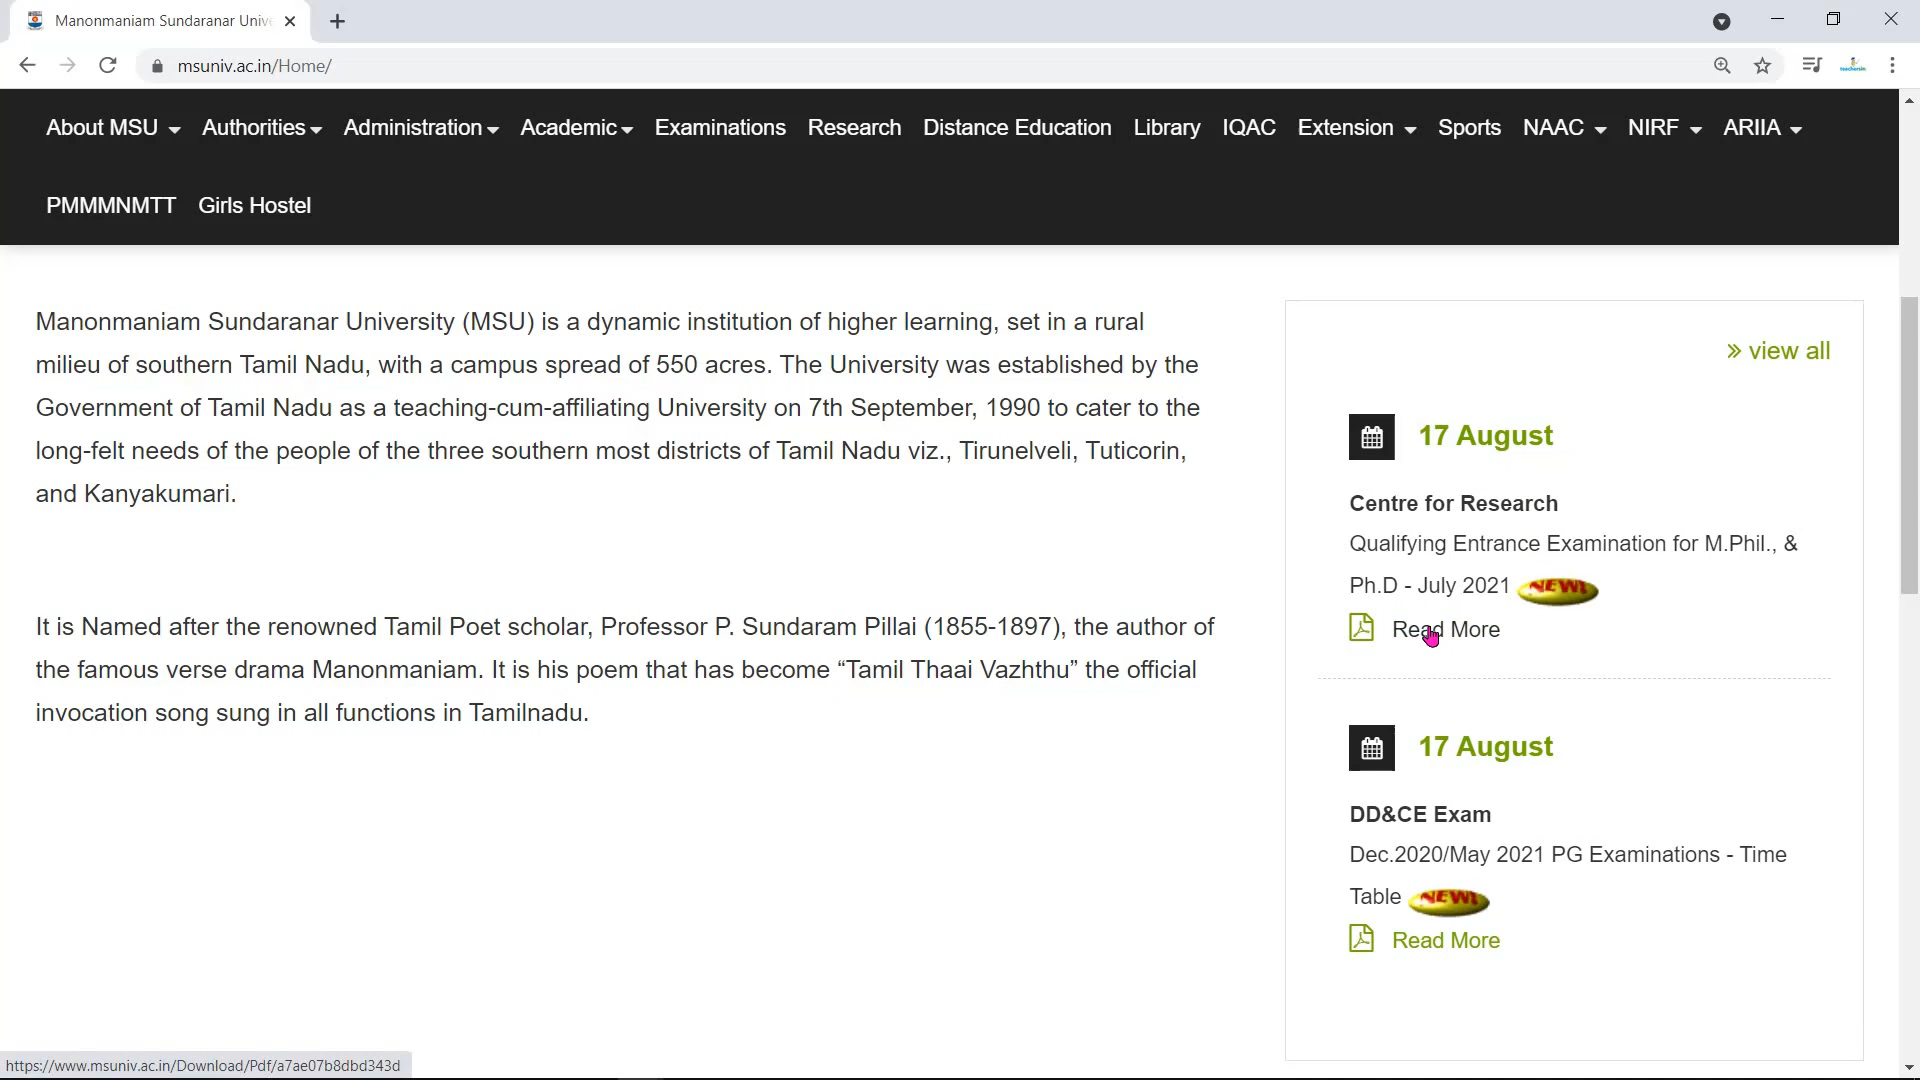 Manonmaniam Sundaranar Unive
msuniv.ac.in/Home/
About MSU
Authorities
Administration
Academic
Examinations
Research
Distance Education
Library
IQAC
Extension
Sports
NAAC
NIRF
ARIIA
PMMMNMTT
Girls Hostel
Manonmaniam Sundaranar University (MSU) is a dynamic institution of higher learning, set in a rural
milieu of southern Tamil Nadu, with a campus spread of 550 acres. The University was established by the
Government of Tamil Nadu as a teaching-cum-affiliating University on 7th September, 1990 to cater to the
long-felt needs of the people of the three southern most districts of Tamil Nadu viz., Tirunelveli, Tuticorin,
and Kanyakumari.
It is Named after the renowned Tamil Poet scholar, Professor P. Sundaram Pillai (1855-1897), the author of
the famous verse drama Manonmaniam. It is his poem that has become “Tamil Thaai Vazhthu” the official
invocation song sung in all functions in Tamilnadu.
» view all
17 August
Centre for Research
Qualifying Entrance Examination for M.Phil., &
Ph.D - July 2021 NEW!
Read More
17 August
DD&CE Exam
Dec.2020/May 2021 PG Examinations - Time
Table NEW!
Read More
https://www.msuniv.ac.in/Download/Pdf/a7ae07b8dbd343d